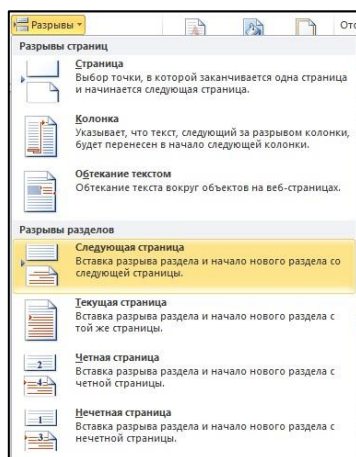 Разрывы
Разрывы страниц
Страница
Выбор точки, в которой заканчивается одна страница
и начинается следующая страница.
Колонка
Указывает, что текст, следующий за разрывом колонки,
будет перенесен в начало следующей колонки.
Обтекание текстом
Обтекание текста вокруг объектов на веб-страницах.
Разрывы разделов
Следующая страница
Вставка разрыва раздела и начало нового раздела со
следующей страницы.
Текущая страница
Вставка разрыва раздела и начало нового раздела с
той же страницы.
Четная страница
Вставка разрыва раздела и начало нового раздела с
четной страницы.
Нечетная страница
Вставка разрыва раздела и начало нового раздела с
нечетной страницы.